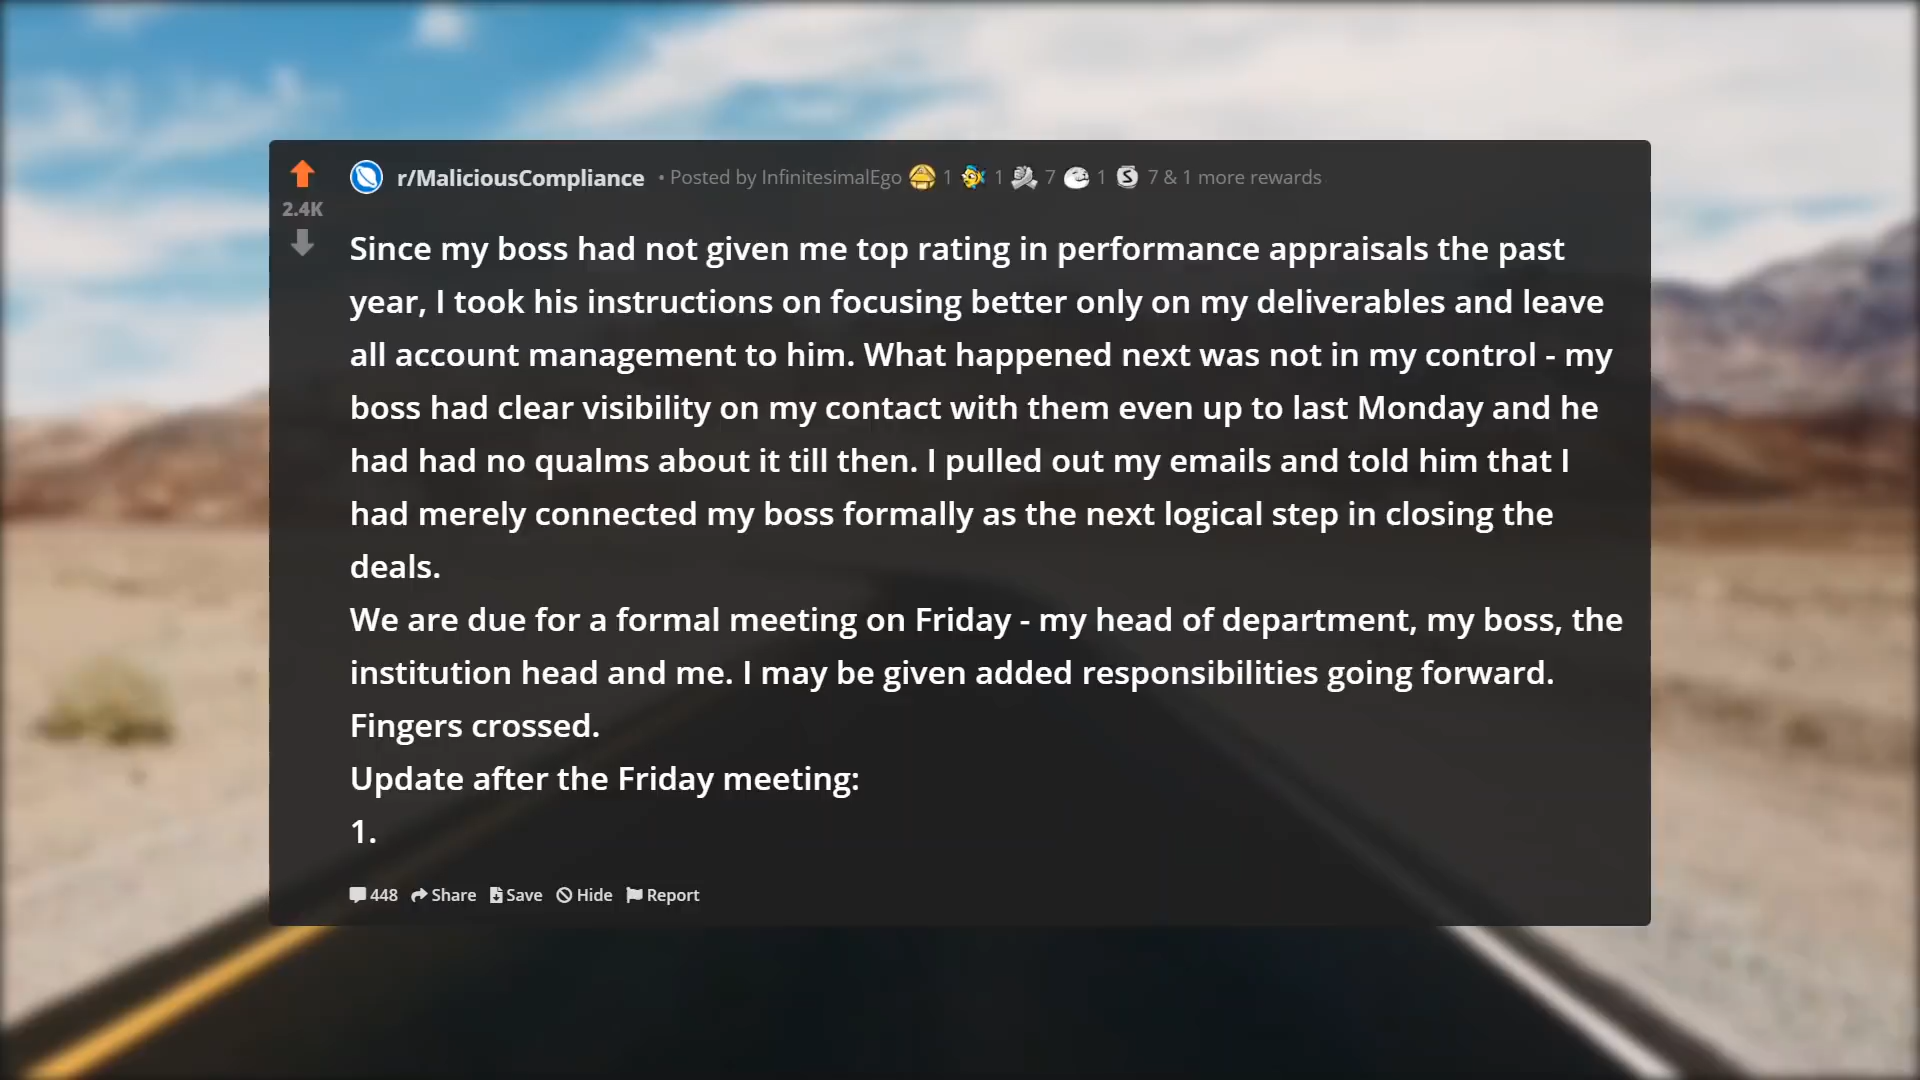 r/MaliciousCompliance • Posted by InfinitesimalEgo 1 1 7 1 7 & 1 more rewards
2.4K
Since my boss had not given me top rating in performance appraisals the past
year, I took his instructions on focusing better only on my deliverables and leave
all account management to him. What happened next was not in my control - my
boss had clear visibility on my contact with them even up to last Monday and he
had had no qualms about it till then. I pulled out my emails and told him that I
had merely connected my boss formally as the next logical step in closing the
deals.
We are due for a formal meeting on Friday - my head of department, my boss, the
institution head and me. I may be given added responsibilities going forward.
Fingers crossed.
Update after the Friday meeting:
1.
448 Share Save Hide Report